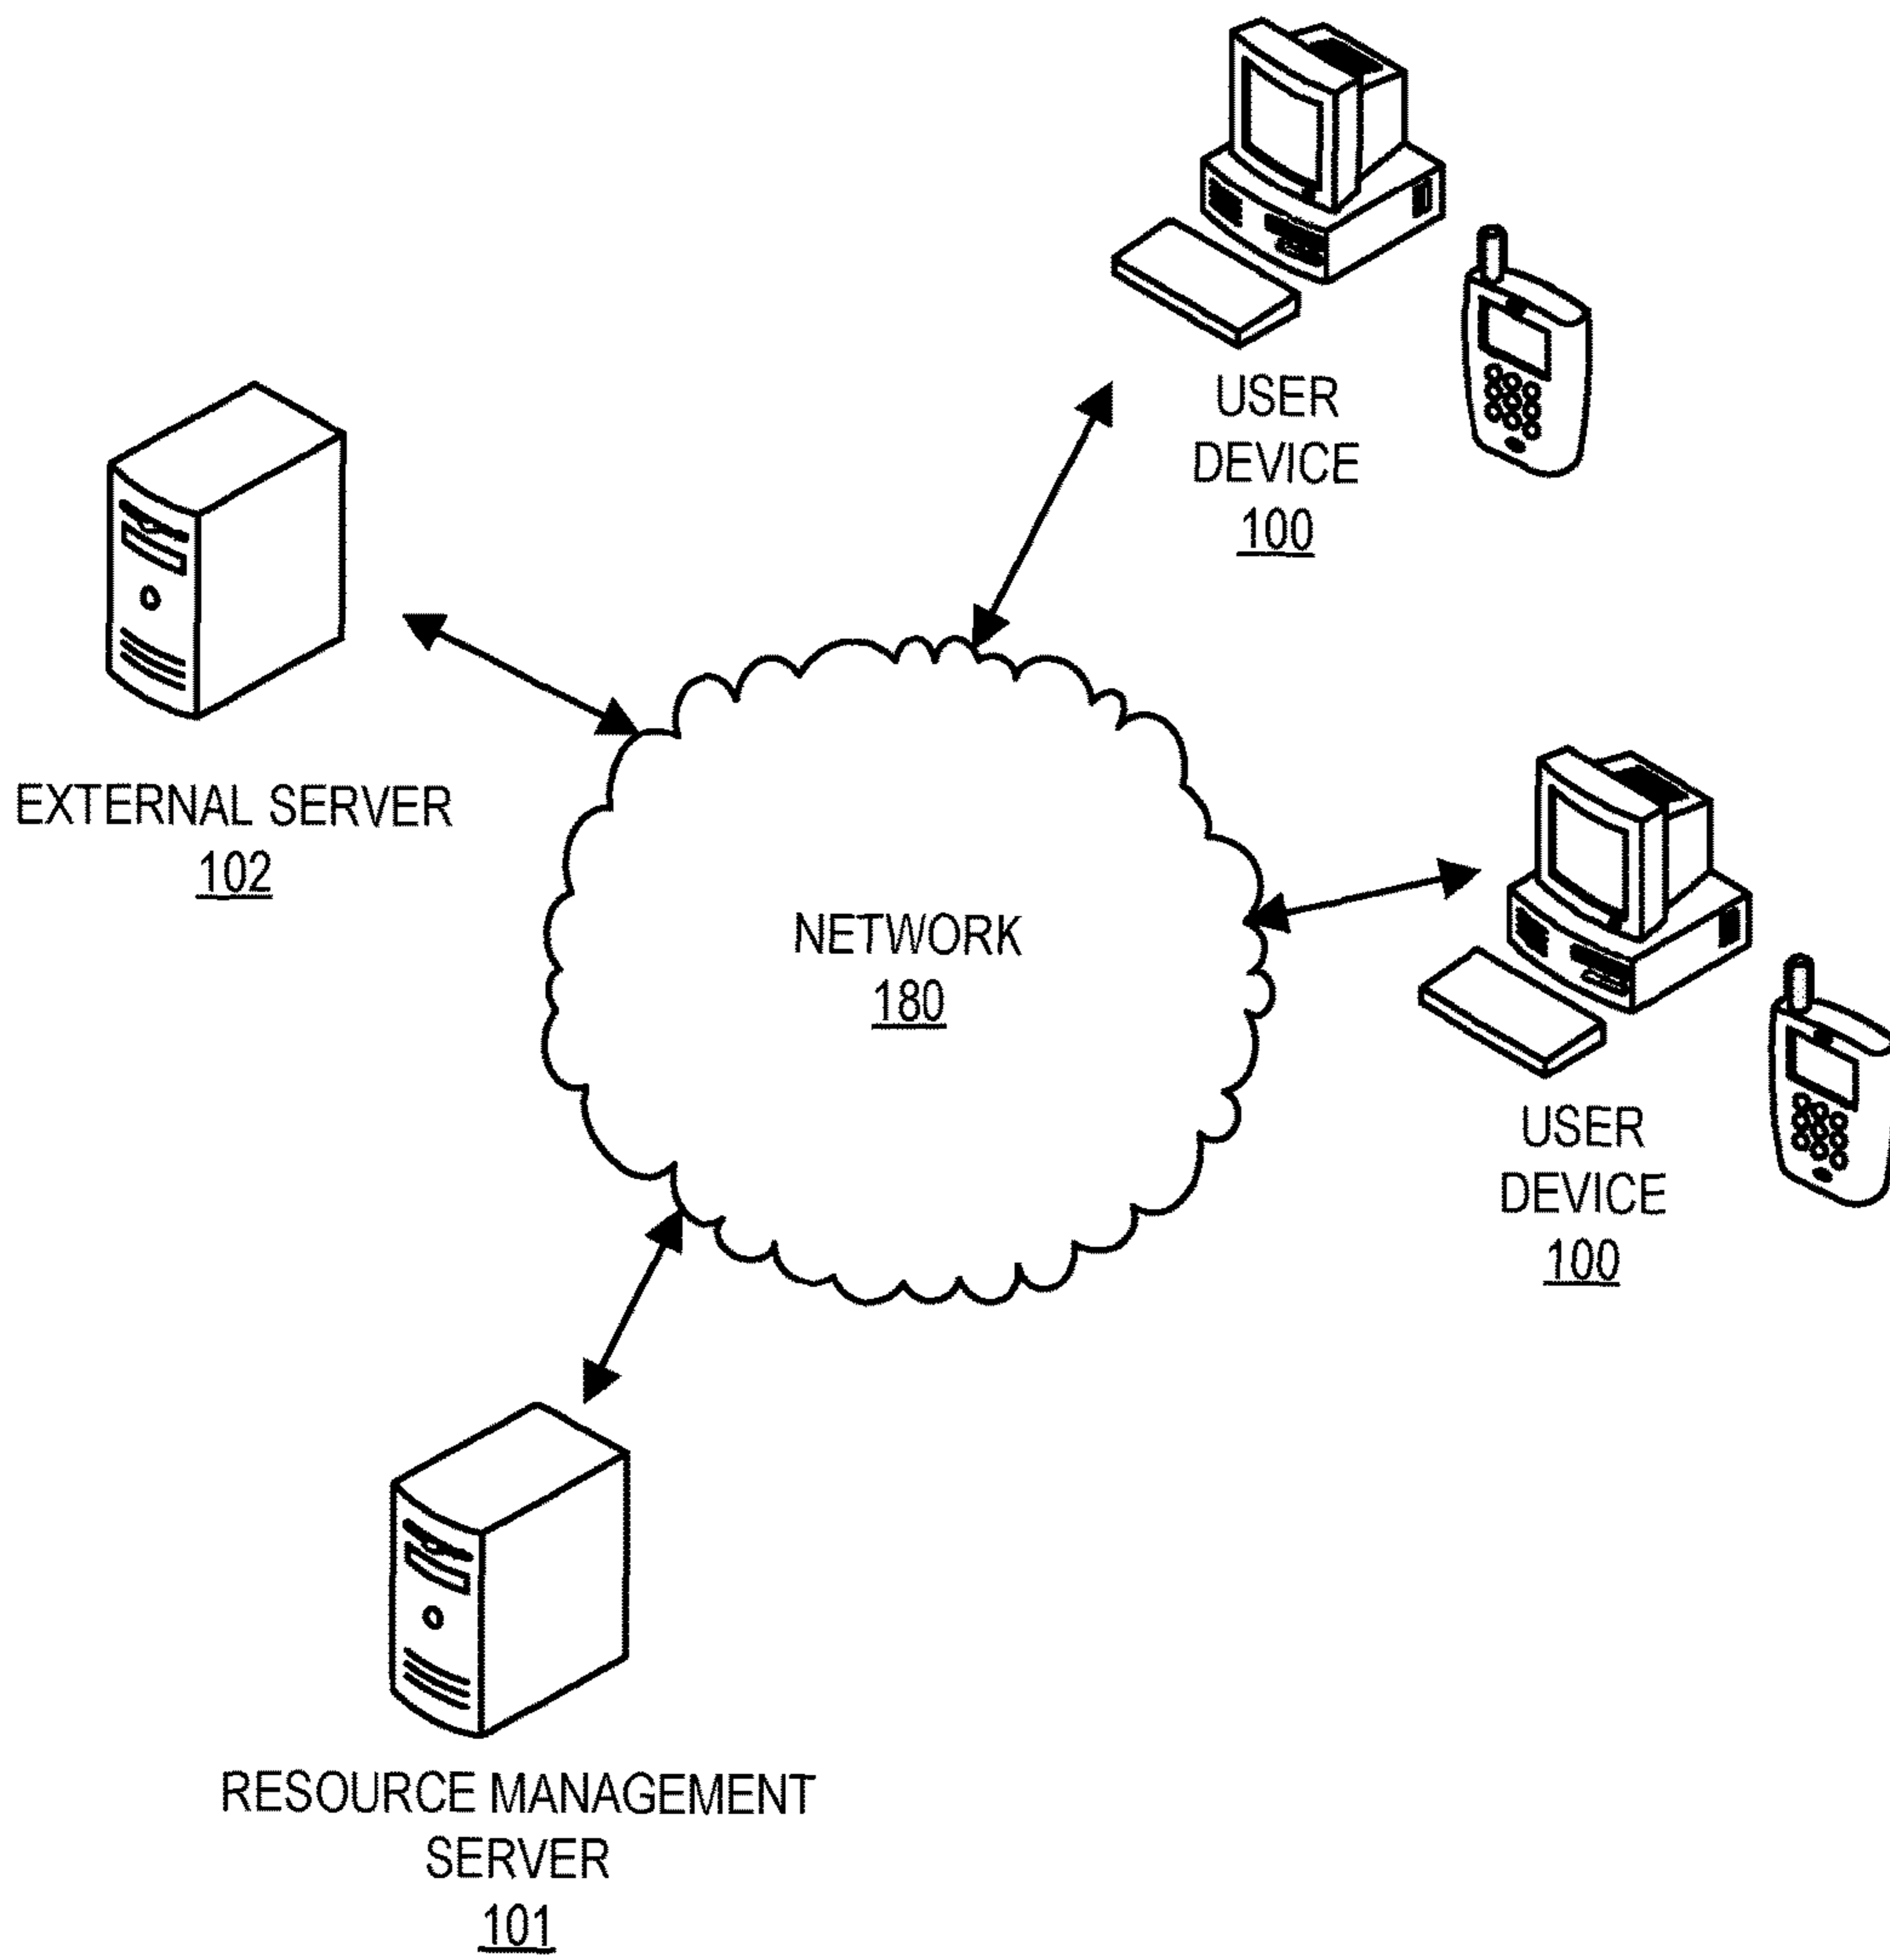 USER
DEVICE
100
EXTERNAL SERVER
102
NETWORK
180
USER
DEVICE
100
RESOURCE MANAGEMENT
SERVER
101